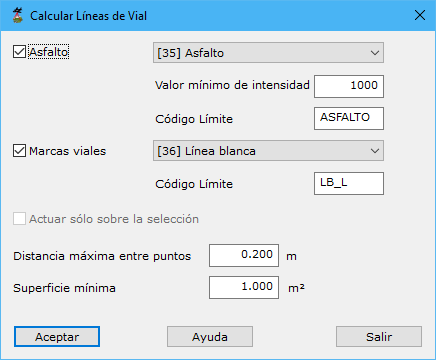 Calcular Líneas de Vial
Asfalto [35] Asfalto
Valor mínimo de intensidad 1000
Código Límite ASFALTO
Marcas viales [36] Línea blanca
Código Límite LB_L
Actuar sólo sobre la selección
Distancia máxima entre puntos 0.200 m
Superficie mínima 1.000 m²
Aceptar Ayuda Salir